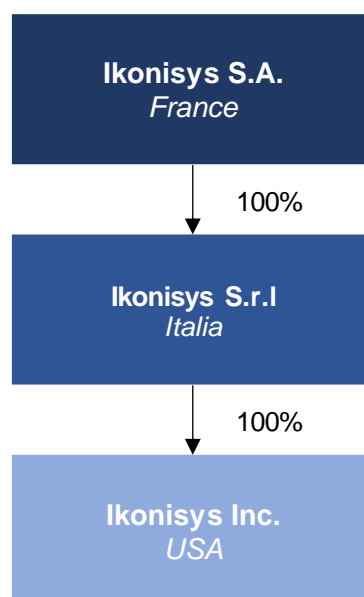 Ikonisys S.A.
France
100%
Ikonisys S.r.l
Italia
100%
Ikonisys Inc.
USA